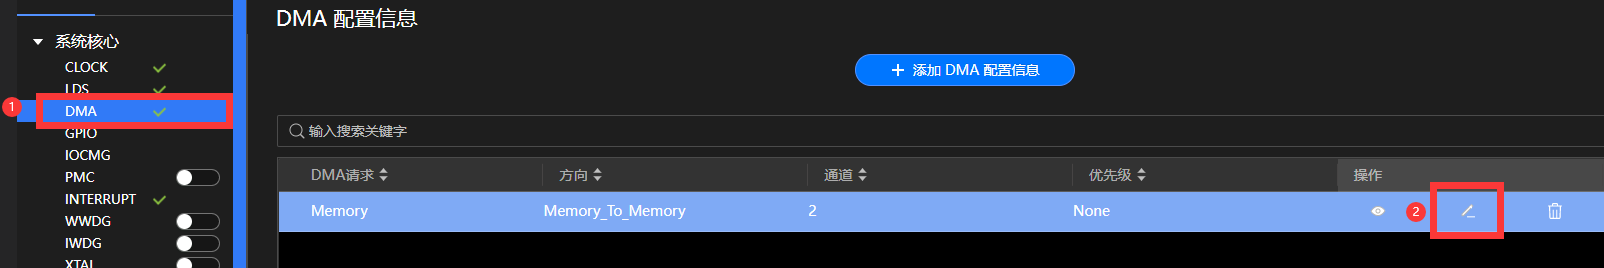 DMA 配置信息
系统核心
CLOCK
添加 DMA 配置信息
LDS
1
DMA
GPIO
输入搜索关键字
IOCMG
PMC
DMA请求 方向 通道 优先级 操作
INTERRUPT
Memory Memory_To_Memory 2 None 2
WWDG
IWDG
XTAL